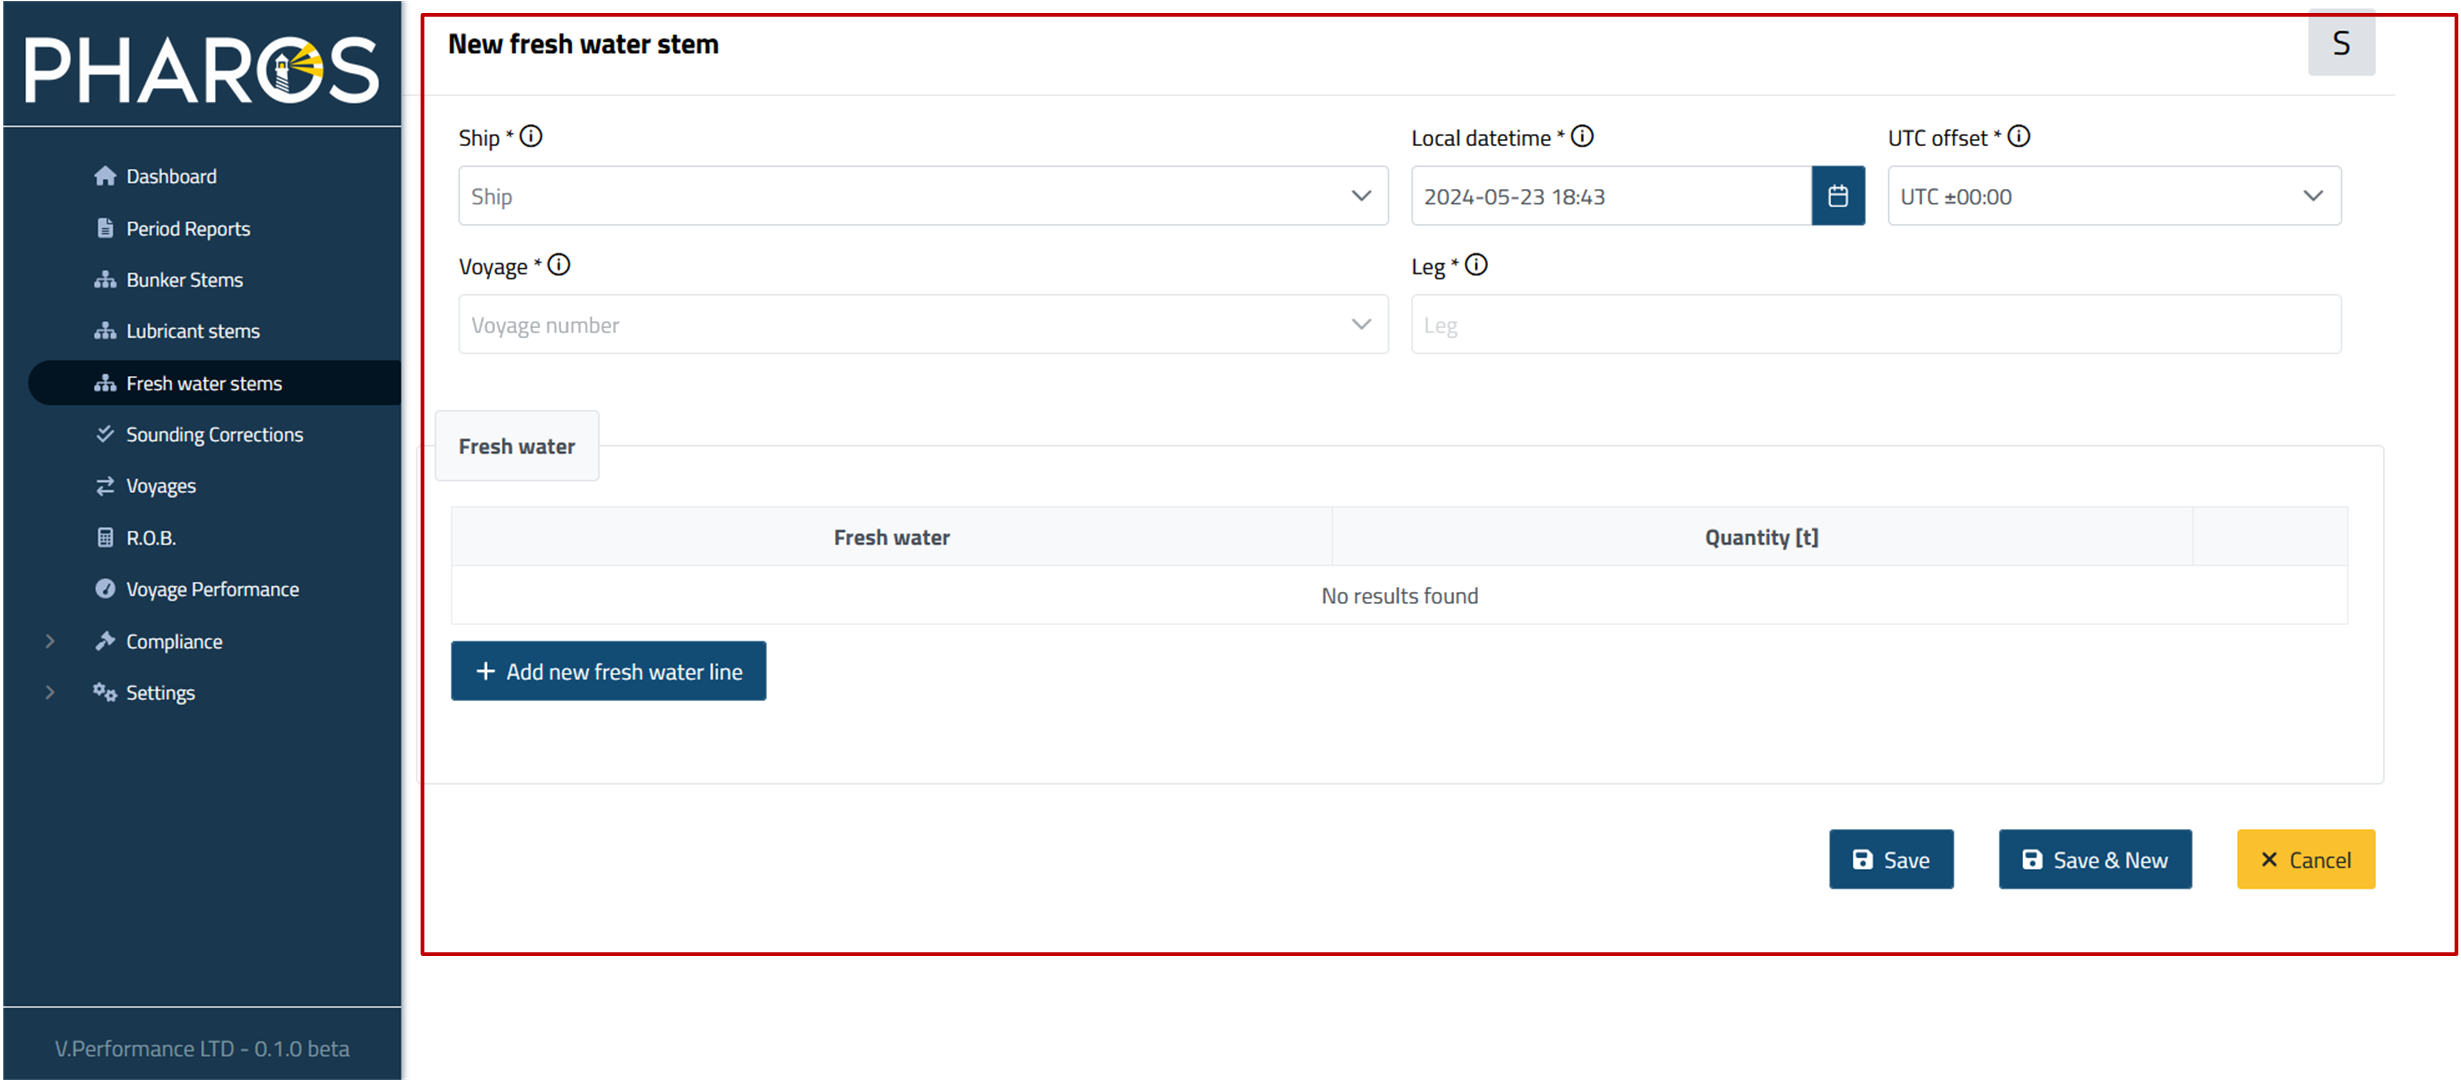 PHAROS
Dashboard
Period Reports
Bunker Stems
Lubricant stems
Fresh water stems
Sounding Corrections
Voyages
R.O.B.
Voyage Performance
Compliance
Settings
V.Performance LTD - 0.1.0 beta
New fresh water stem
S
Ship *
Local datetime *
UTC offset *
Ship
2024-05-23 18:43
UTC ±00:00
Voyage *
Leg *
Voyage number
Leg
Fresh water
Fresh water
Quantity [t]
No results found
+ Add new fresh water line
Save
Save & New
Cancel